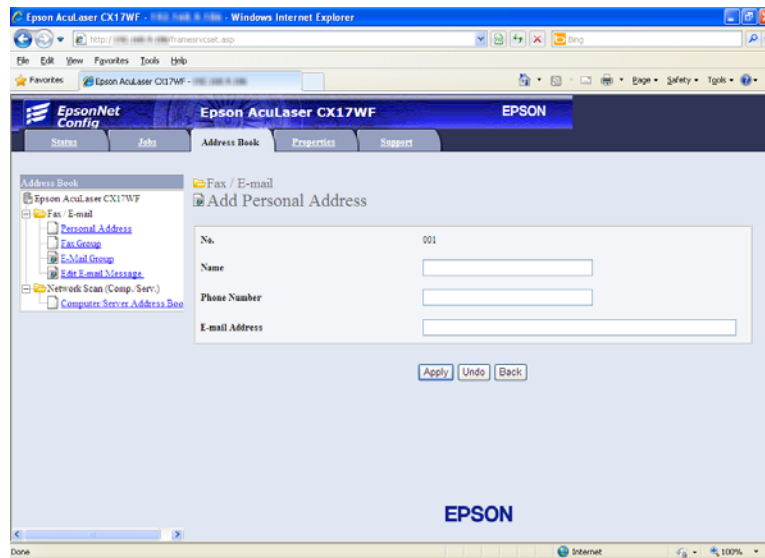 Epson AcuLaser CX17WF - - Windows Internet Explorer
http:// framesrvcset.asp
Bing
File Edit View Favorites Tools Help
Favorites Epson AcuLaser CX17WF -
Page Safety Tools
EpsonNet Config
Epson AcuLaser CX17WF
EPSON
Status Jobs Address Book Properties Support
Address Book
Epson AcuLaser CX17WF
Fax / E-mail
Personal Address
Fax Group
E-Mail Group
Edit E-mail Message
Network Scan (Comp./Serv.)
Computer/Server Address Boo
Fax / E-mail
Add Personal Address
No. 001
Name
Phone Number
E-mail Address
Apply Undo Back
EPSON
Done Internet 100%